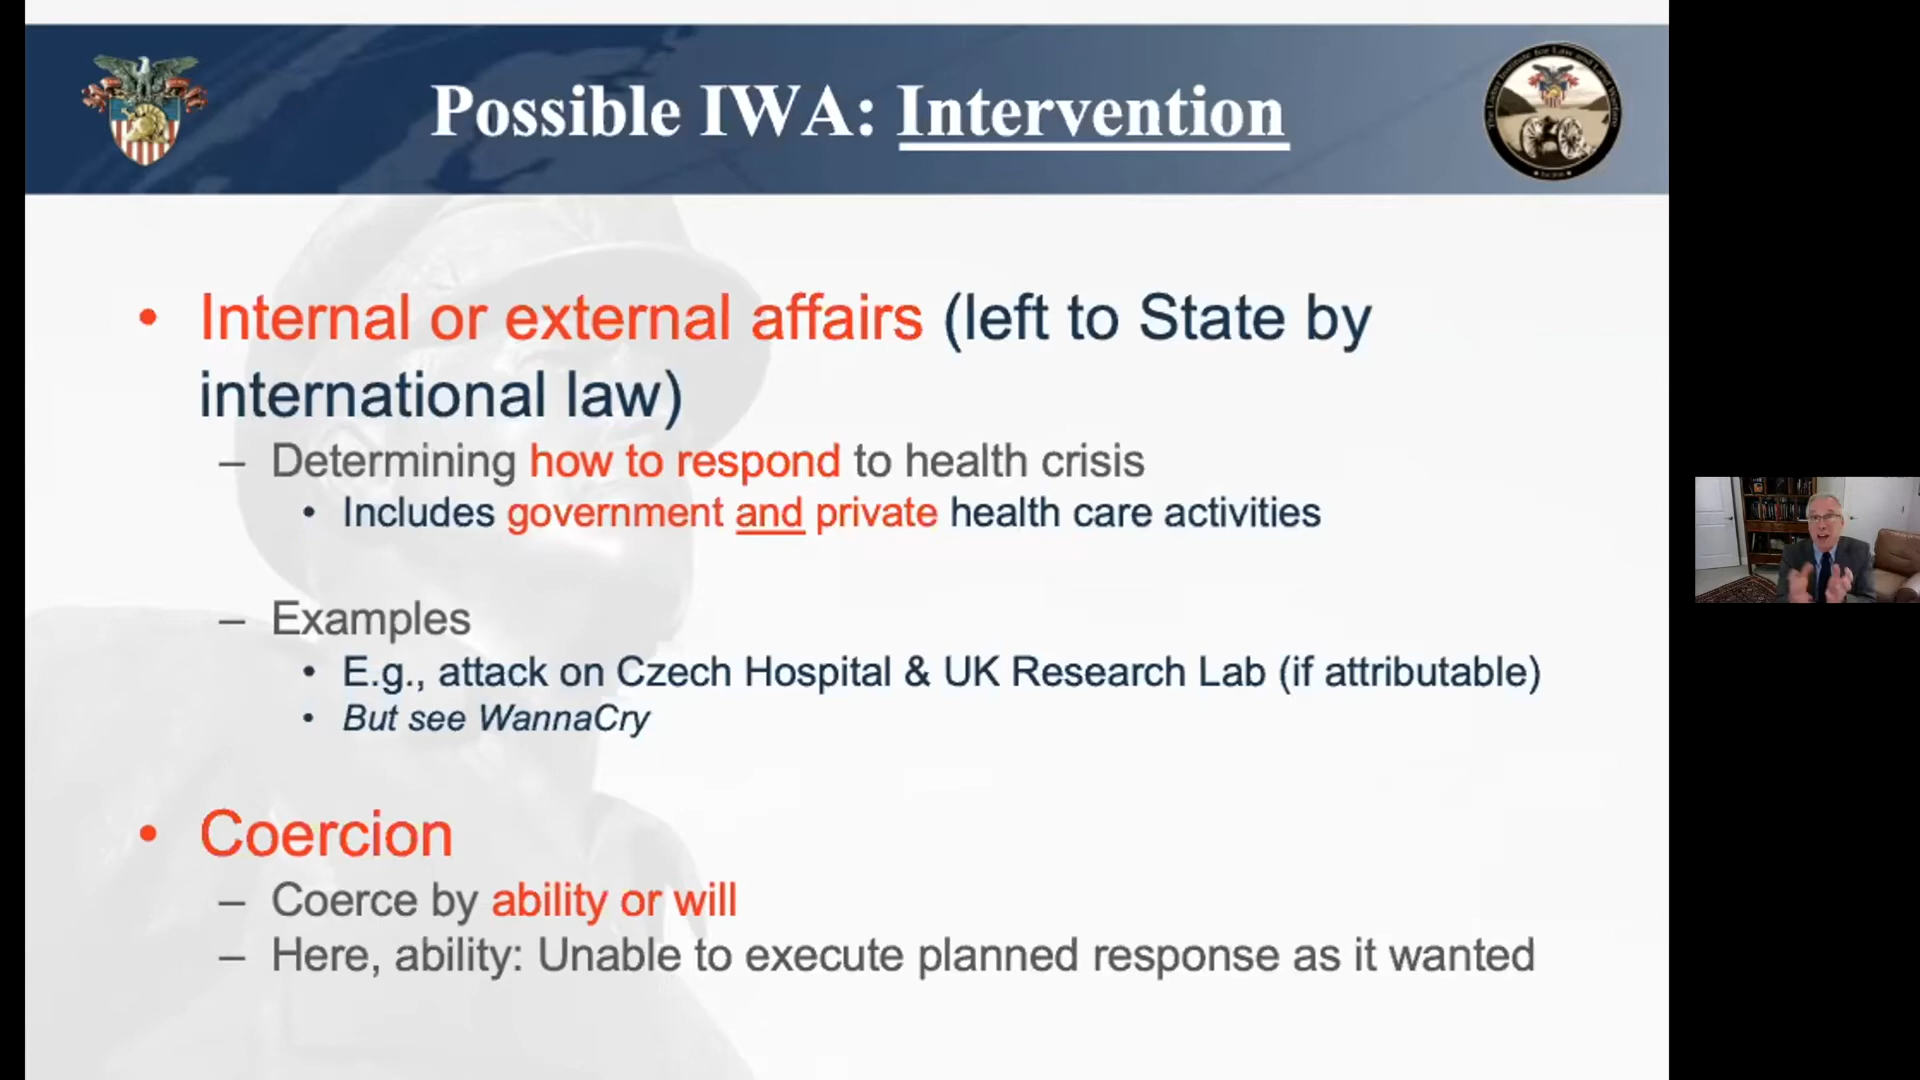 Possible IWA: Intervention
• Internal or external affairs (left to State by
international law)
– Determining how to respond to health crisis
• Includes government and private health care activities
– Examples
• E.g., attack on Czech Hospital & UK Research Lab (if attributable)
• But see WannaCry
• Coercion
– Coerce by ability or will
– Here, ability: Unable to execute planned response as it wanted